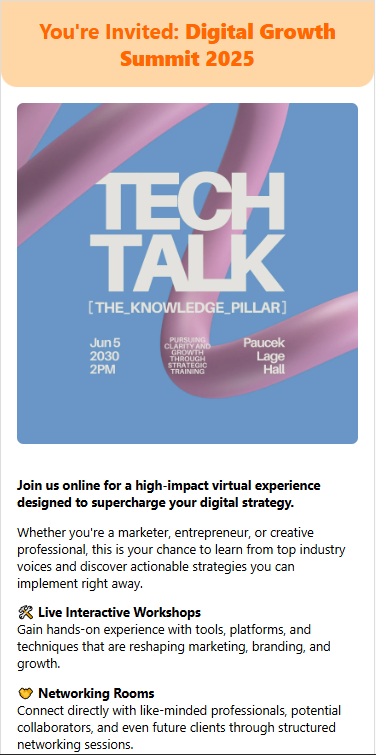 You're Invited: Digital Growth
Summit 2025
TECH
TALK
[THE_KNOWLEDGE_PILLAR]
Jun 5
2030
2PM
PURSUING
CLARITY AND
GROWTH
THROUGH
STRATEGIC
TRAINING
Paucek
Lage
Hall
Join us online for a high-impact virtual experience
designed to supercharge your digital strategy.
Whether you're a marketer, entrepreneur, or creative
professional, this is your chance to learn from top industry
voices and discover actionable strategies you can
implement right away.
🛠 Live Interactive Workshops
Gain hands-on experience with tools, platforms, and
techniques that are reshaping marketing, branding, and
growth.
🤝 Networking Rooms
Connect directly with like-minded professionals, potential
collaborators, and even future clients through structured
networking sessions.